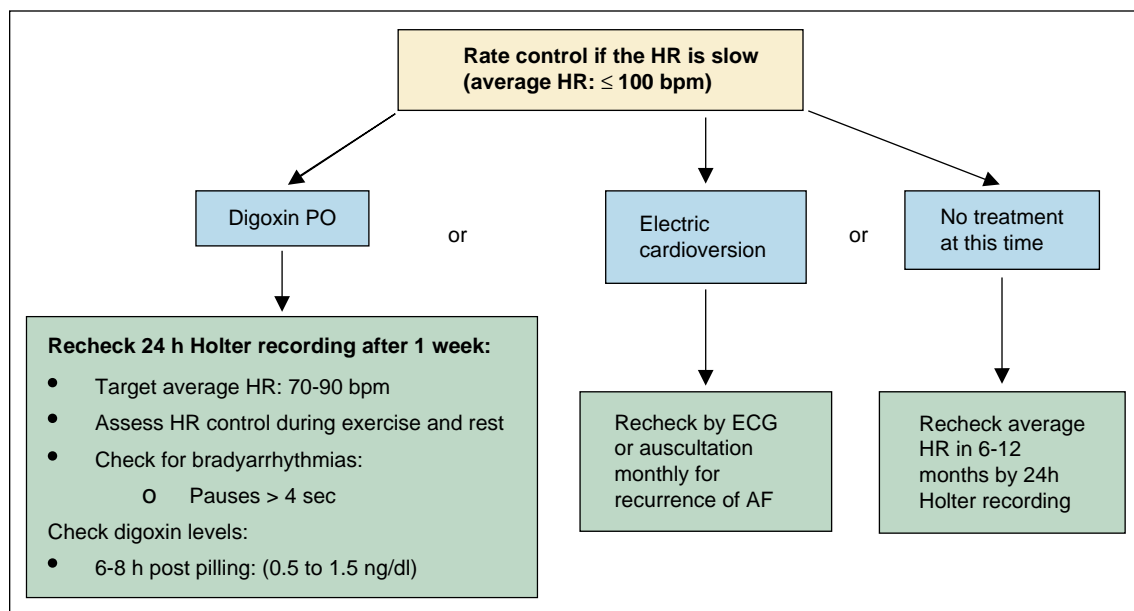 Rate control if the HR is slow
(average HR: ≤ 100 bpm)
Digoxin PO
or
Electric
cardioversion
or
No treatment
at this time
Recheck 24 h Holter recording after 1 week:
• Target average HR: 70-90 bpm
• Assess HR control during exercise and rest
• Check for bradyarrhythmias:
o Pauses > 4 sec
Check digoxin levels:
• 6-8 h post pilling: (0.5 to 1.5 ng/dl)
Recheck by ECG
or auscultation
monthly for
recurrence of AF
Recheck average
HR in 6-12
months by 24h
Holter recording